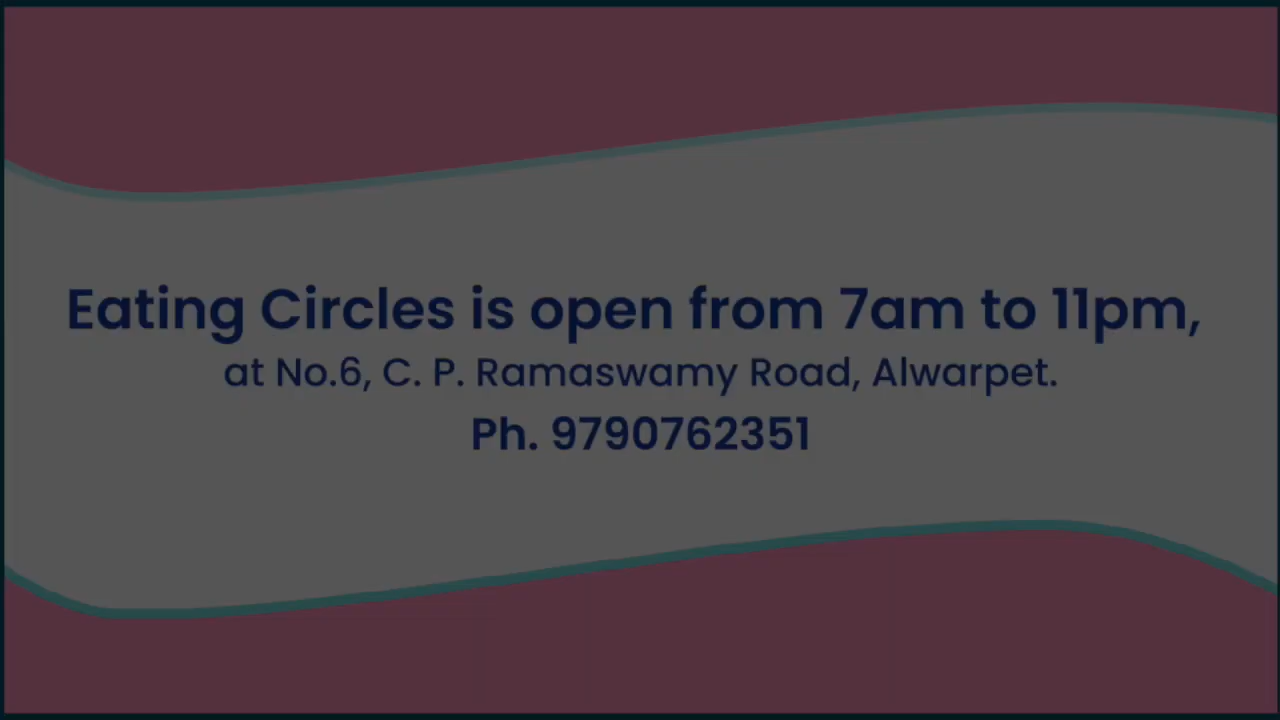 Eating Circles is open from 7am to 11pm,
at No.6, C. P. Ramaswamy Road, Alwarpet.
Ph. 9790762351